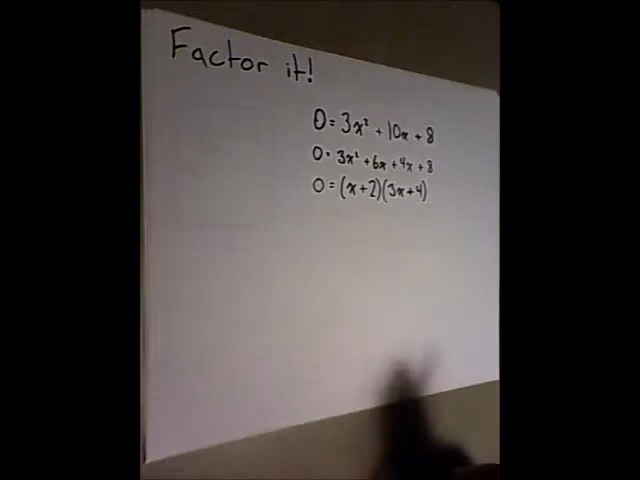 Factor it!
0 = 3x² + 10x + 8
0 = 3x² + 6x + 4x + 8
0 = (x+2)(3x+4)